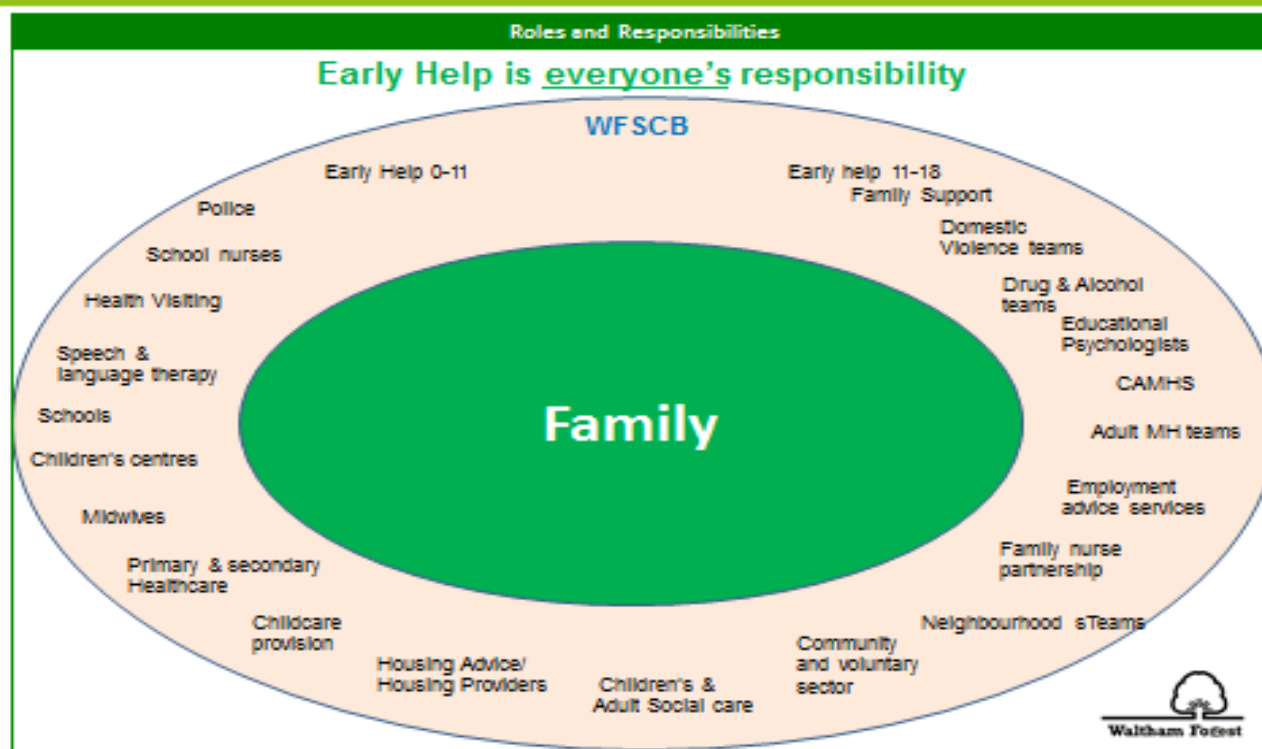 Roles and Responsibilities
Early Help is everyone's responsibility
WFSCB
Early Help 0-11
Police
School nurses
Health Visiting
Speech &
language therapy
Schools
Children's centres
Midwives
Primary & secondary
Healthcare
Childcare
provision
Housing Advice/
Housing Providers
Children's &
Adult Social care
Community
and voluntary
sector
Neighbourhood sTeams
Family nurse
partnership
Employment
advice services
Adult MH teams
CAMHS
Educational
Psychologists
Drug & Alcohol
teams
Domestic
Violence teams
Early help 11-18
Family Support
Family
Waltham Forest